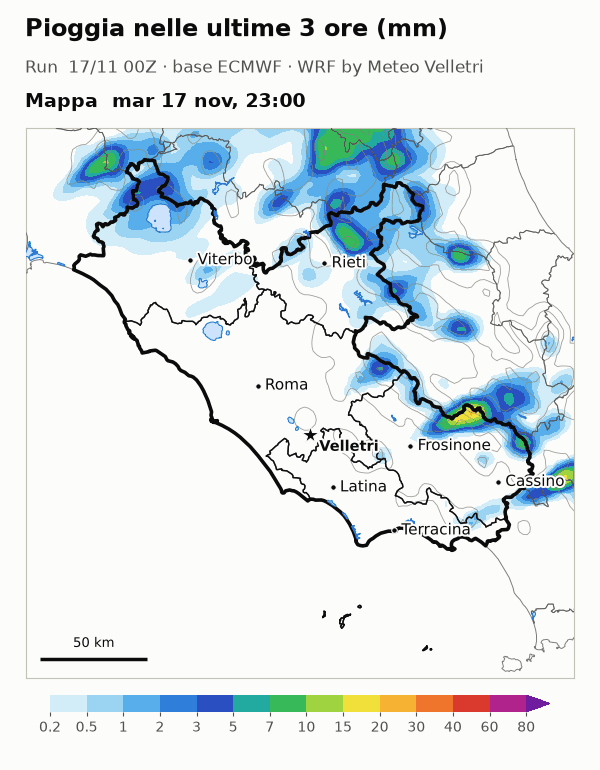 Pioggia nelle ultime 3 ore (mm)
Run 17/11 00Z · base ECMWF · WRF by Meteo Velletri
Mappa mar 17 nov, 23:00
Viterbo
Rieti
Roma
Velletri
Frosinone
Latina
Cassino
Terracina
50 km
0.2 0.5 1 2 3 5 7 10 15 20 30 40 60 80